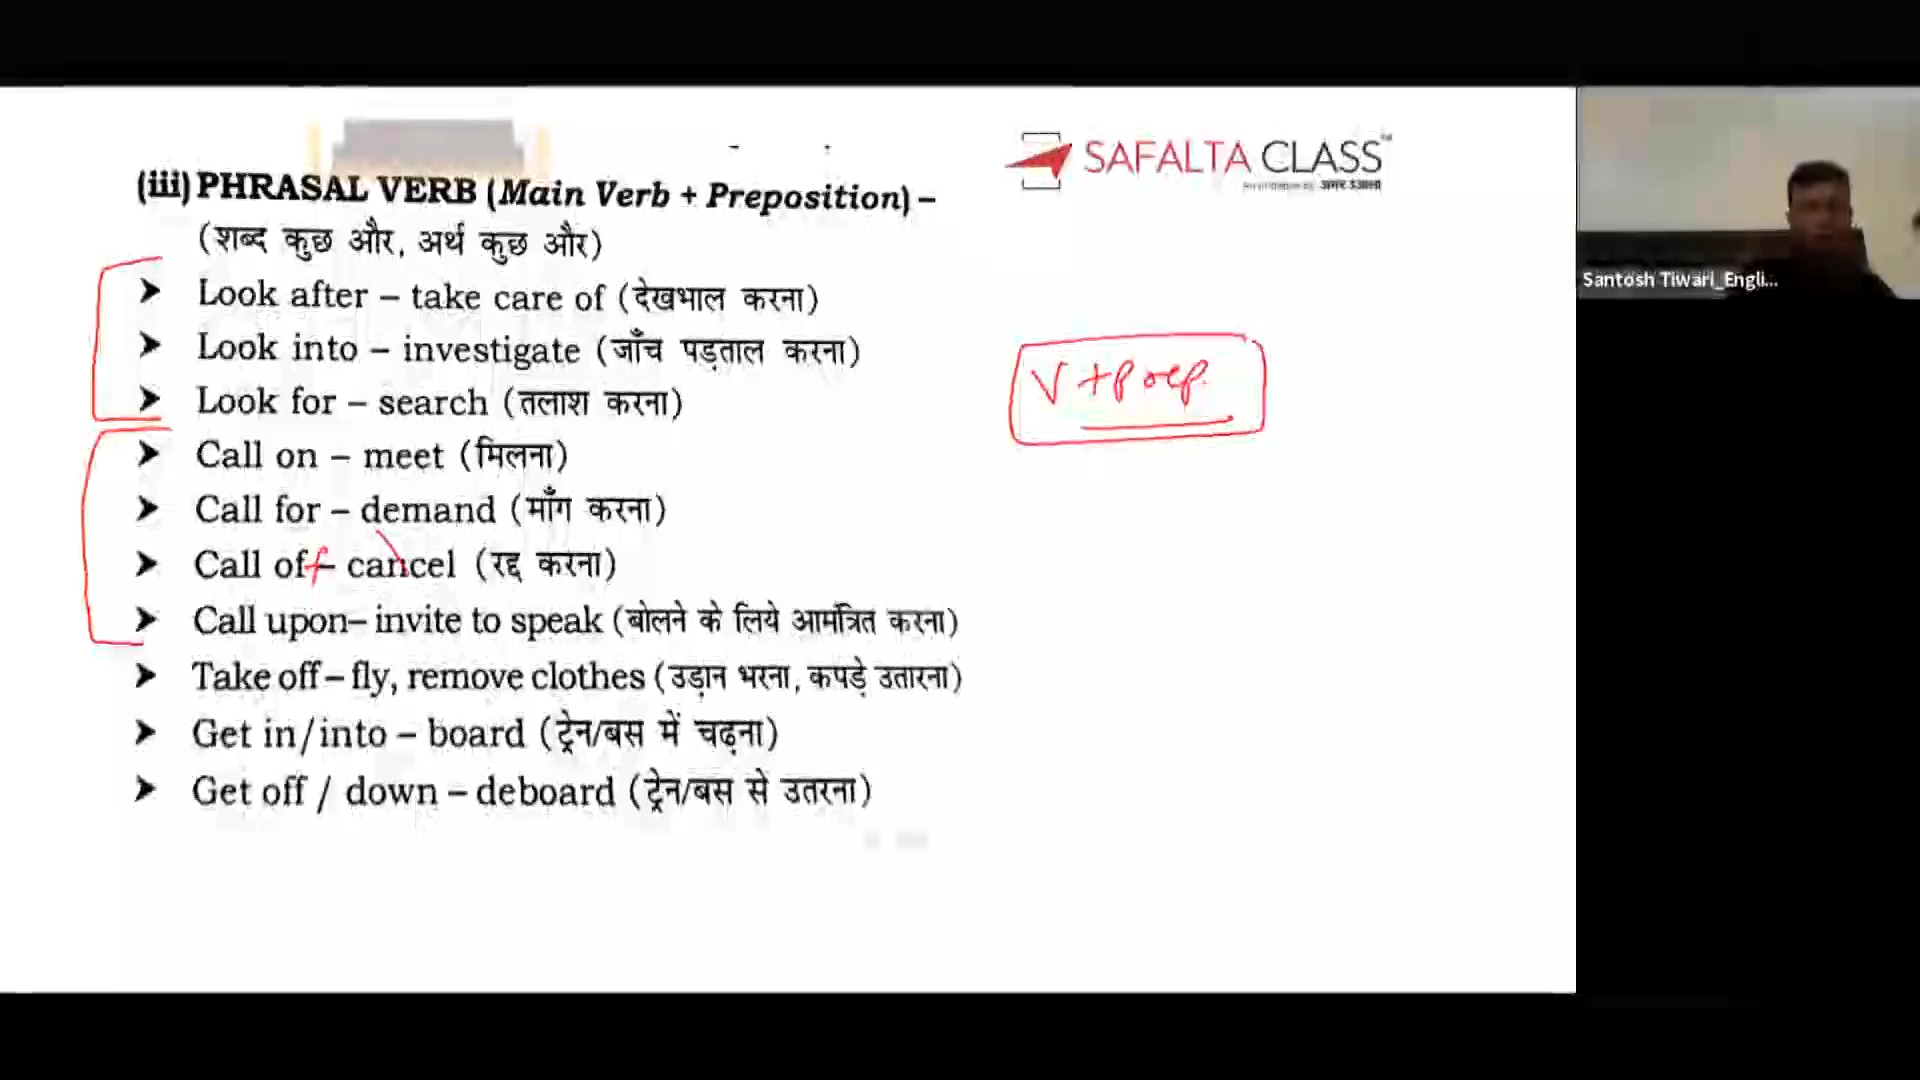 SAFALTA CLASS™
(iii) PHRASAL VERB (Main Verb + Preposition) –
(शब्द कुछ और, अर्थ कुछ और)
➤ Look after – take care of (देखभाल करना)
➤ Look into – investigate (जाँच पड़ताल करना)
➤ Look for – search (तलाश करना)
➤ Call on – meet (मिलना)
➤ Call for – demand (माँग करना)
➤ Call off – cancel (रद्द करना)
➤ Call upon– invite to speak (बोलने के लिये आमंत्रित करना)
➤ Take off – fly, remove clothes (उड़ान भरना, कपड़े उतारना)
➤ Get in/into – board (ट्रेन/बस में चढ़ना)
➤ Get off / down – deboard (ट्रेन/बस से उतरना)
V + Prep.
Santosh Tiwari_Engli...